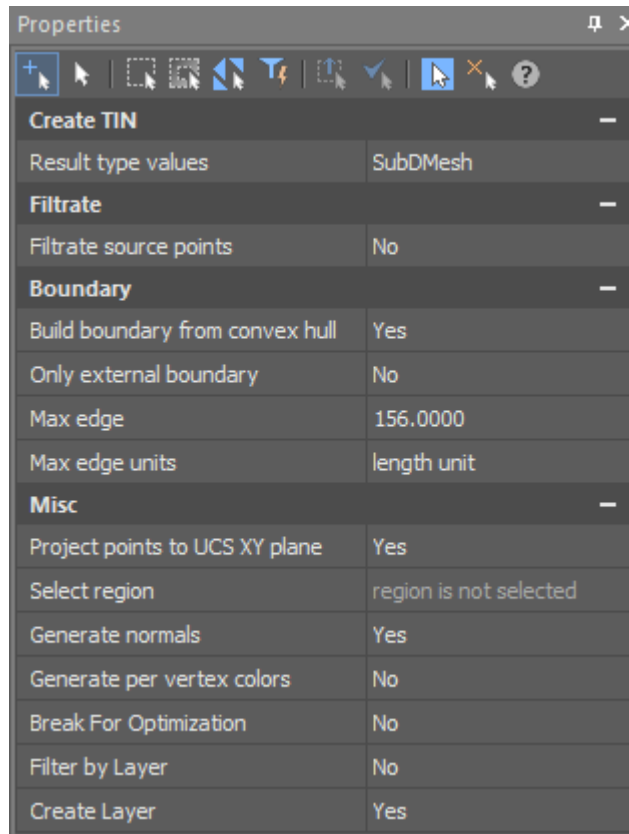 Properties
Create TIN
Result type values SubDMesh
Filtrate
Filtrate source points No
Boundary
Build boundary from convex hull Yes
Only external boundary No
Max edge 156.0000
Max edge units length unit
Misc
Project points to UCS XY plane Yes
Select region region is not selected
Generate normals Yes
Generate per vertex colors No
Break For Optimization No
Filter by Layer No
Create Layer Yes